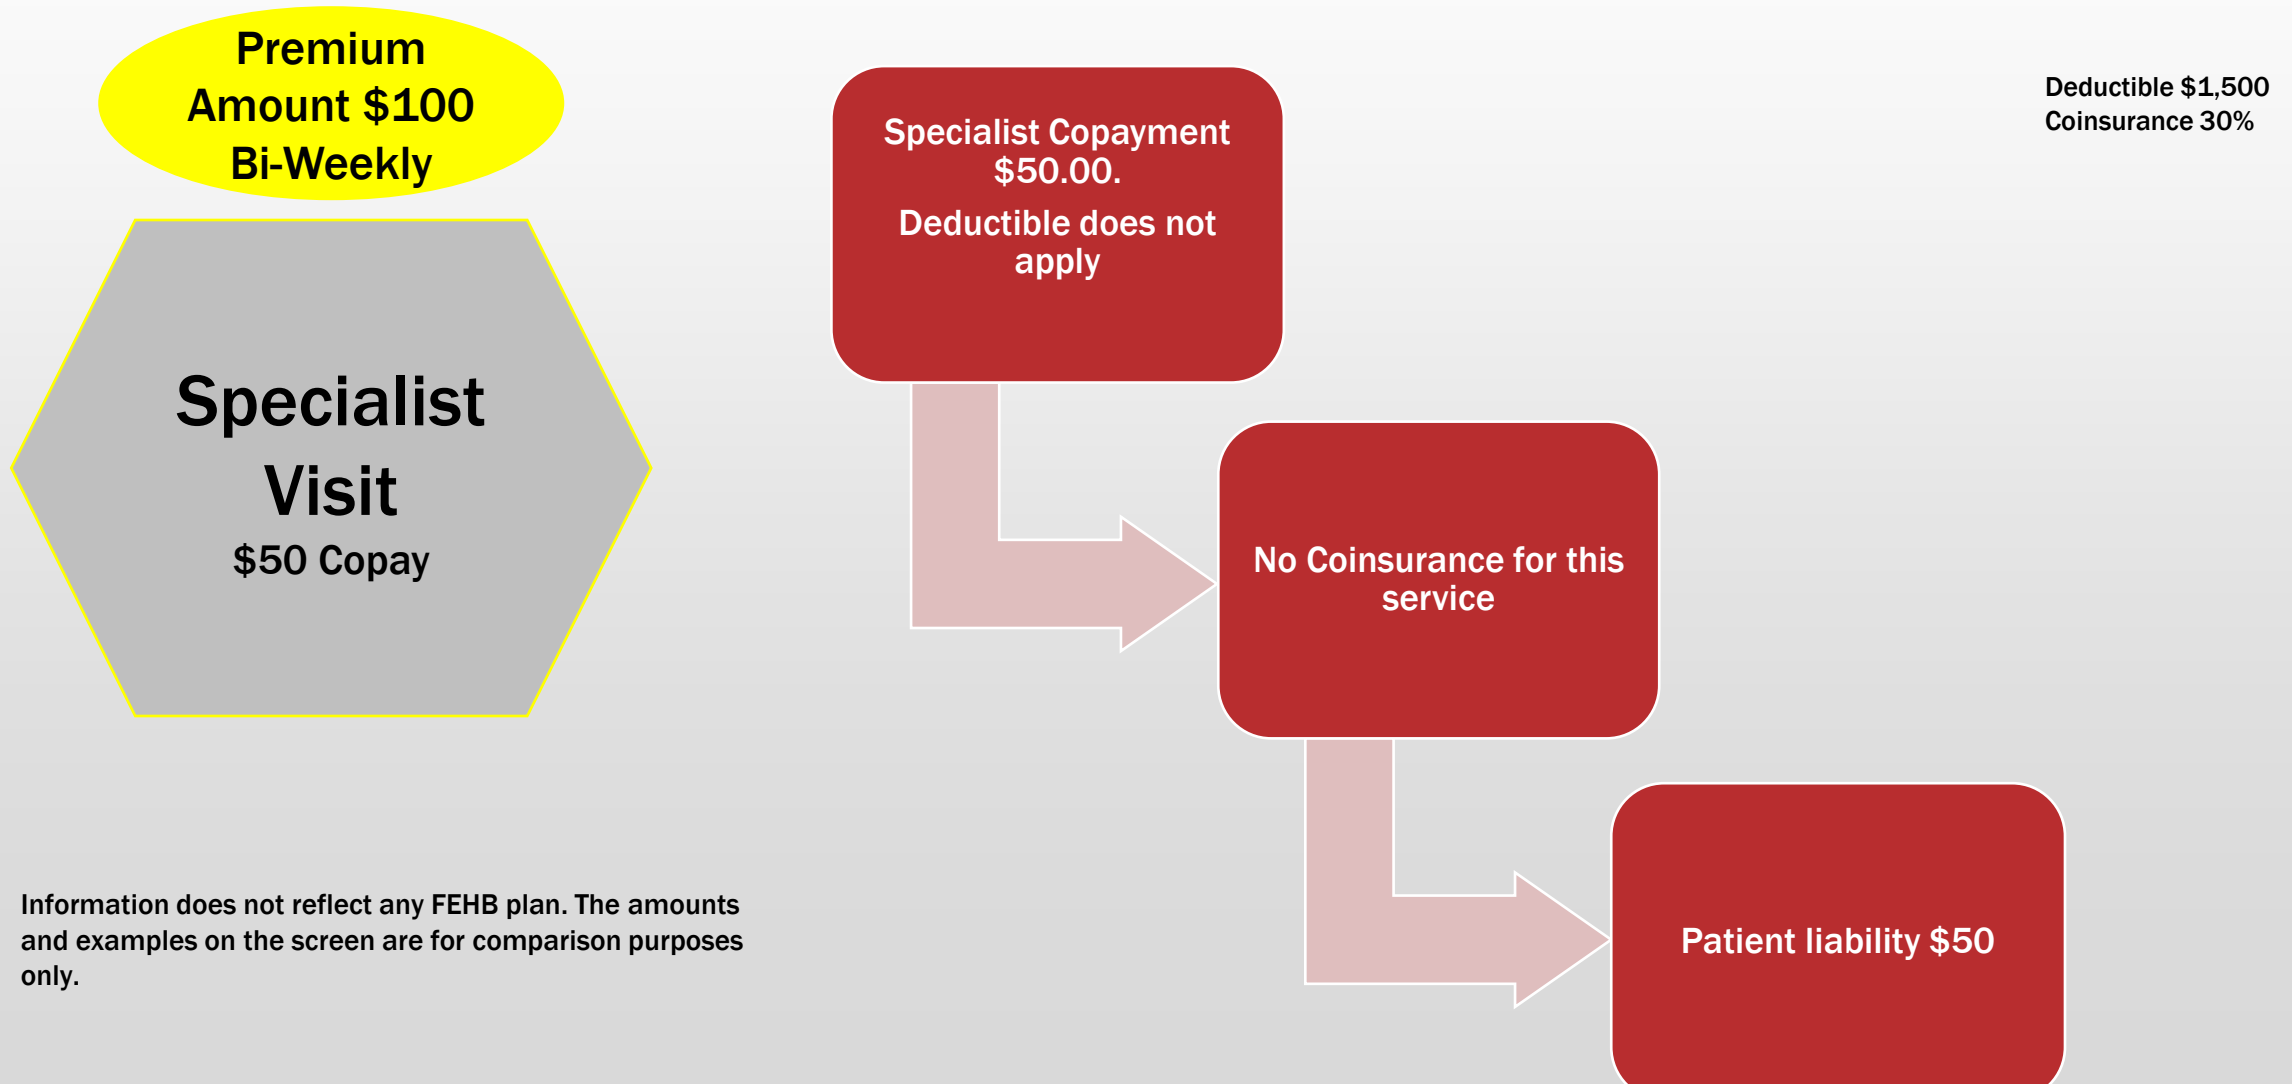 Premium
Amount $100
Bi-Weekly
Specialist
Visit
$50 Copay
Specialist Copayment
$50.00.
Deductible does not
apply
Deductible $1,500
Coinsurance 30%
No Coinsurance for this
service
Patient liability $50
Information does not reflect any FEHB plan. The amounts
and examples on the screen are for comparison purposes
only.